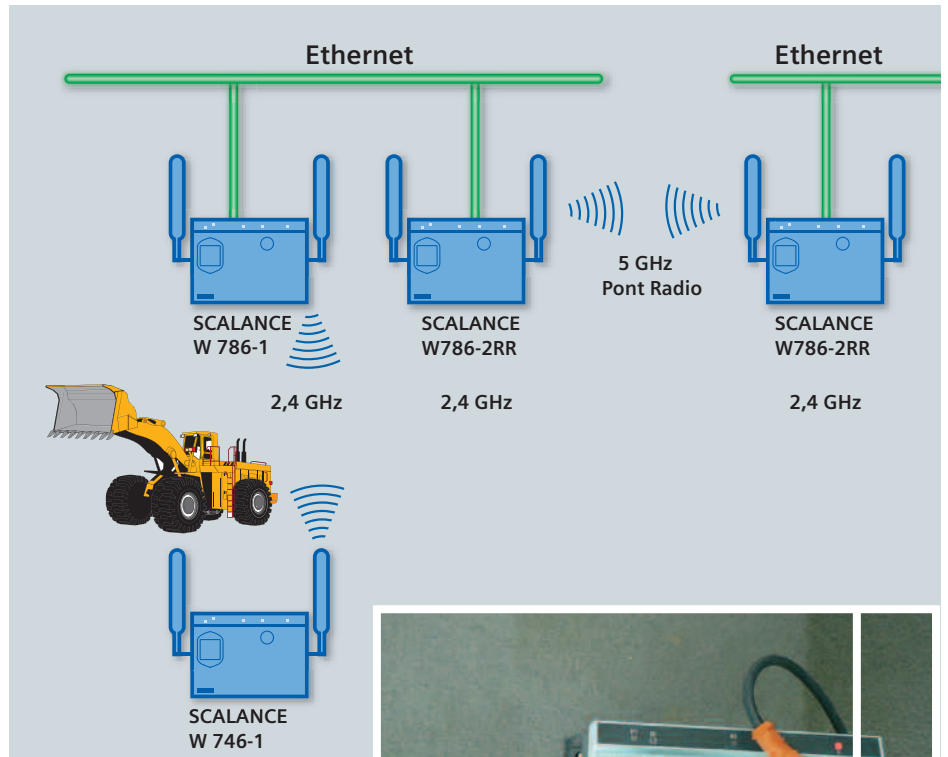 Ethernet
Ethernet
5 GHz
Pont Radio
SCALANCE
W 786-1
SCALANCE
W786-2RR
SCALANCE
W786-2RR
2,4 GHz
2,4 GHz
2,4 GHz
SCALANCE
W 746-1